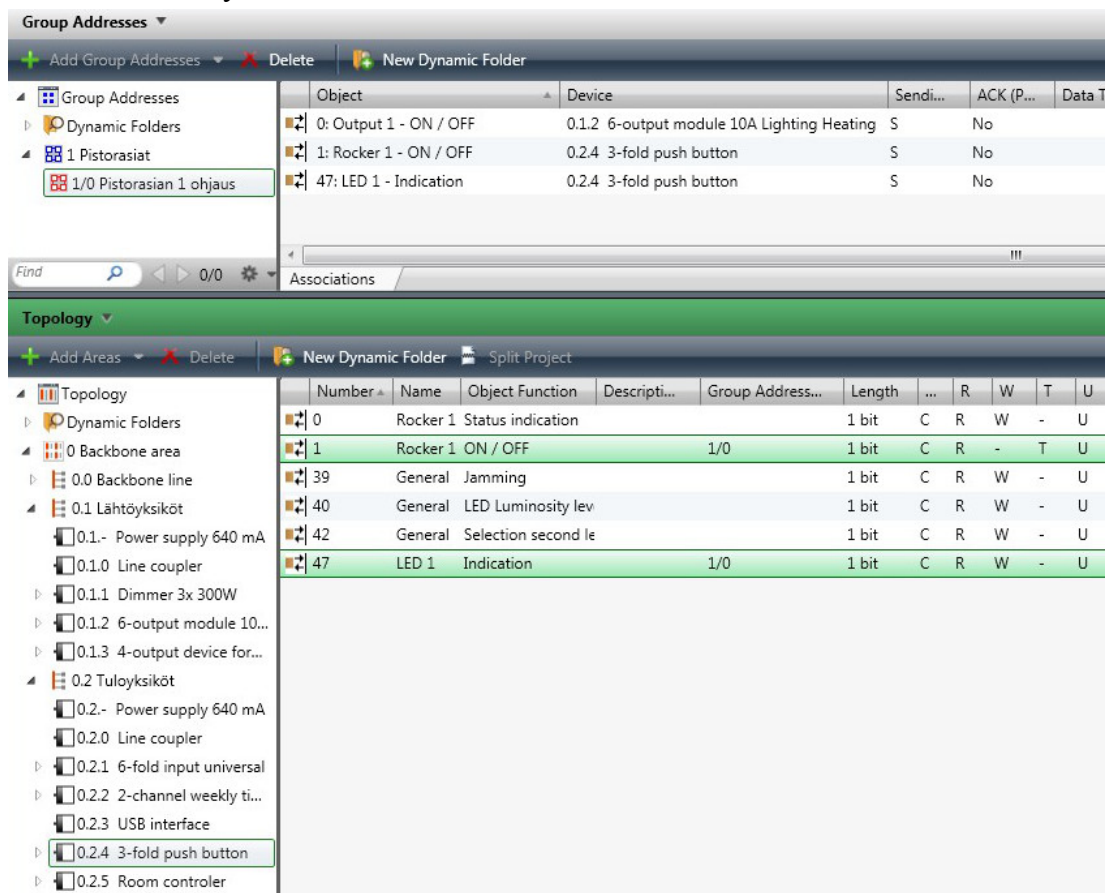 Group Addresses
Add Group Addresses Delete New Dynamic Folder
Group Addresses
Dynamic Folders
1 Pistorasiat
1/0 Pistorasian 1 ohjaus
Object Device Sendi... ACK (P... Data T
0: Output 1 - ON / OFF 0.1.2 6-output module 10A Lighting Heating S No
1: Rocker 1 - ON / OFF 0.2.4 3-fold push button S No
47: LED 1 - Indication 0.2.4 3-fold push button S No
Find 0/0
Associations
Topology
Add Areas Delete New Dynamic Folder Split Project
Topology
Dynamic Folders
0 Backbone area
0.0 Backbone line
0.1 Lähtöyksiköt
0.1.- Power supply 640 mA
0.1.0 Line coupler
0.1.1 Dimmer 3x 300W
0.1.2 6-output module 10...
0.1.3 4-output device for...
0.2 Tuloyksiköt
0.2.- Power supply 640 mA
0.2.0 Line coupler
0.2.1 6-fold input universal
0.2.2 2-channel weekly ti...
0.2.3 USB interface
0.2.4 3-fold push button
0.2.5 Room controler
Number Name Object Function Descripti... Group Address... Length ... R W T U
0 Rocker 1 Status indication 1 bit C R W - U
1 Rocker 1 ON / OFF 1/0 1 bit C R - T U
39 General Jamming 1 bit C R W - U
40 General LED Luminosity lev 1 bit C R W - U
42 General Selection second le 1 bit C R W - U
47 LED 1 Indication 1/0 1 bit C R W - U